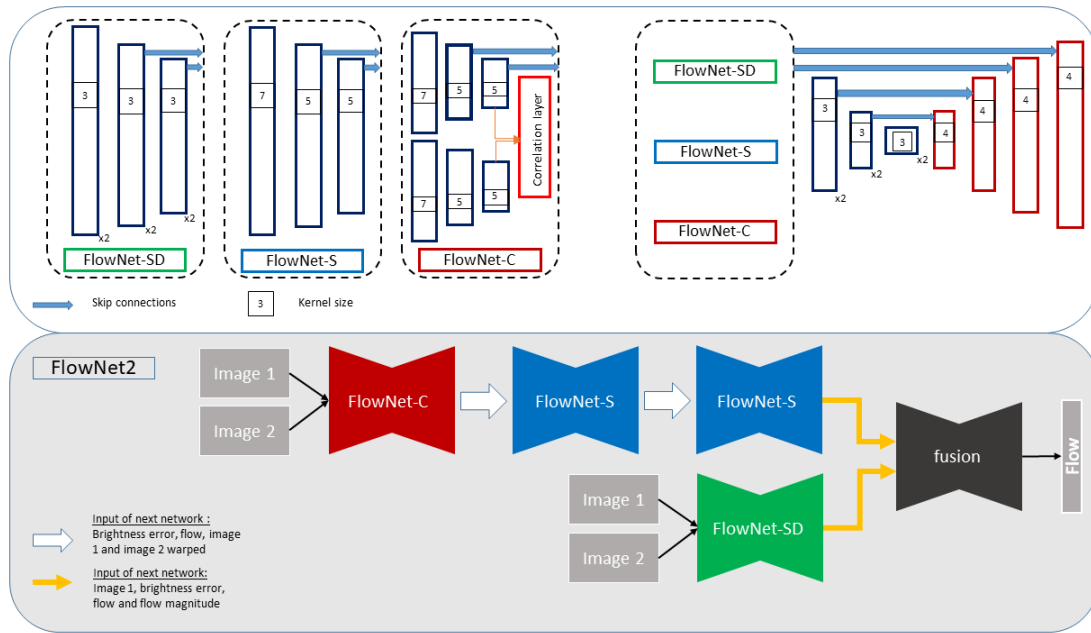 3
3
3
x2
x2
x2
FlowNet-SD
7
5
5
FlowNet-S
7
5
5
7
5
5
Correlation layer
FlowNet-C
FlowNet-SD
FlowNet-S
FlowNet-C
3
x2
3
x2
3
x2
4
4
4
4
Skip connections
3
Kernel size
FlowNet2
Image 1
Image 2
FlowNet-C
FlowNet-S
FlowNet-S
Image 1
Image 2
FlowNet-SD
fusion
Flow
Input of next network :
Brightness error, flow, image
1 and image 2 warped
Input of next network:
Image 1, brightness error,
flow and flow magnitude